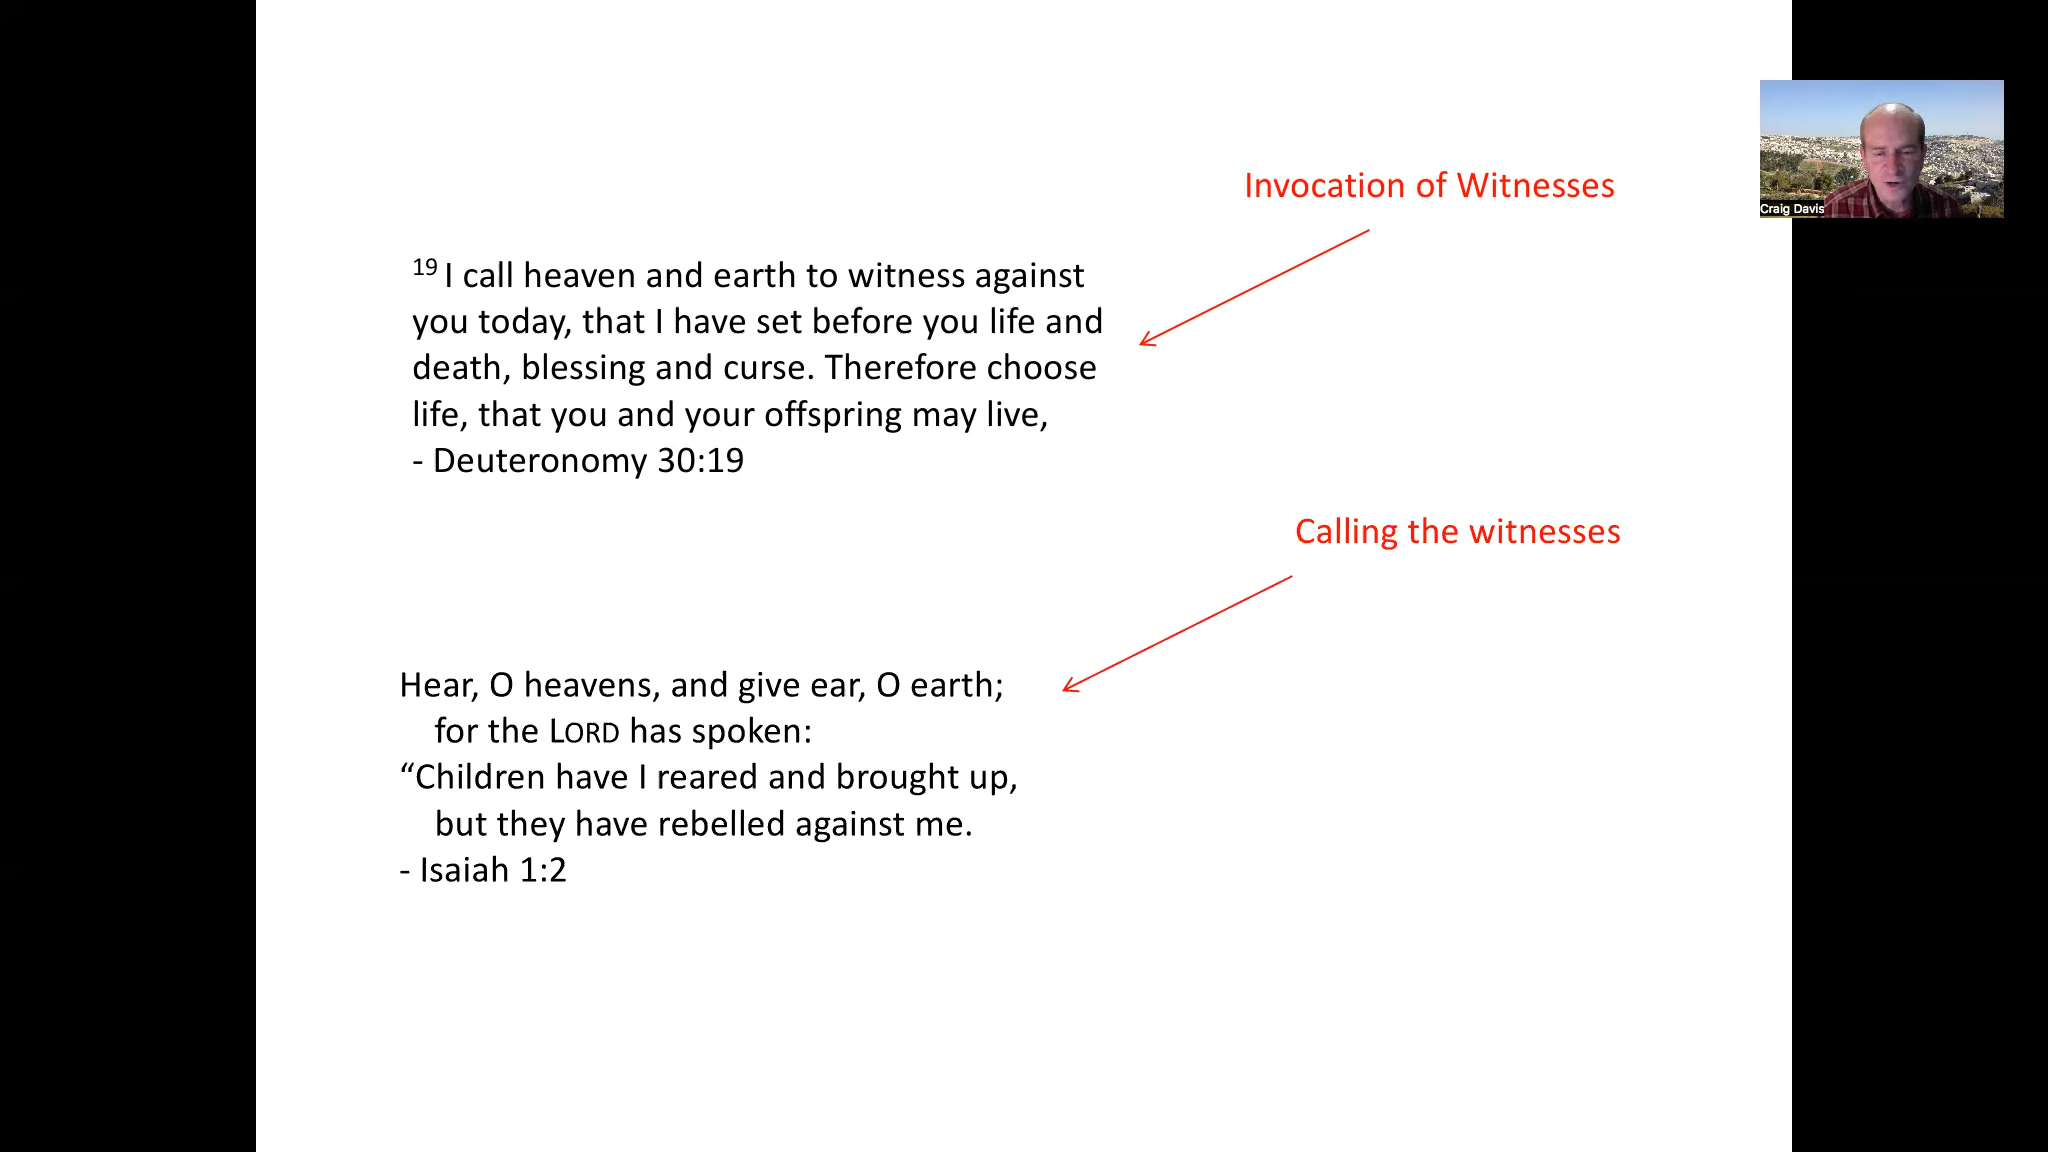 Invocation of Witnesses
Craig Davis
19 I call heaven and earth to witness against
you today, that I have set before you life and
death, blessing and curse. Therefore choose
life, that you and your offspring may live,
- Deuteronomy 30:19
Calling the witnesses
Hear, O heavens, and give ear, O earth;
for the LORD has spoken:
“Children have I reared and brought up,
but they have rebelled against me.
- Isaiah 1:2